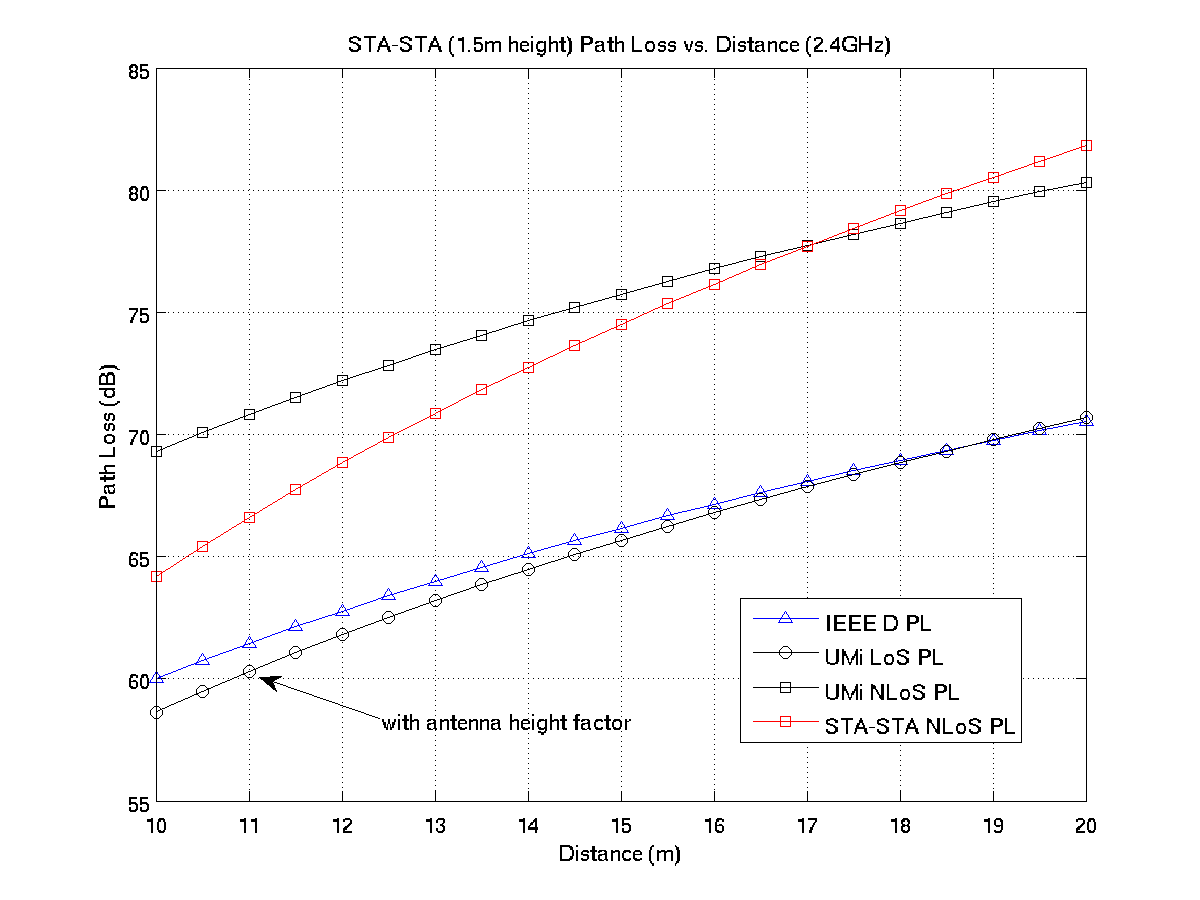 STA-STA (1.5m height) Path Loss vs. Distance (2.4GHz)
85
80
75
70
65
60
55
Path Loss (dB)
with antenna height factor
IEEE D PL
UMi LoS PL
UMi NLoS PL
STA-STA NLoS PL
10 11 12 13 14 15 16 17 18 19 20
Distance (m)